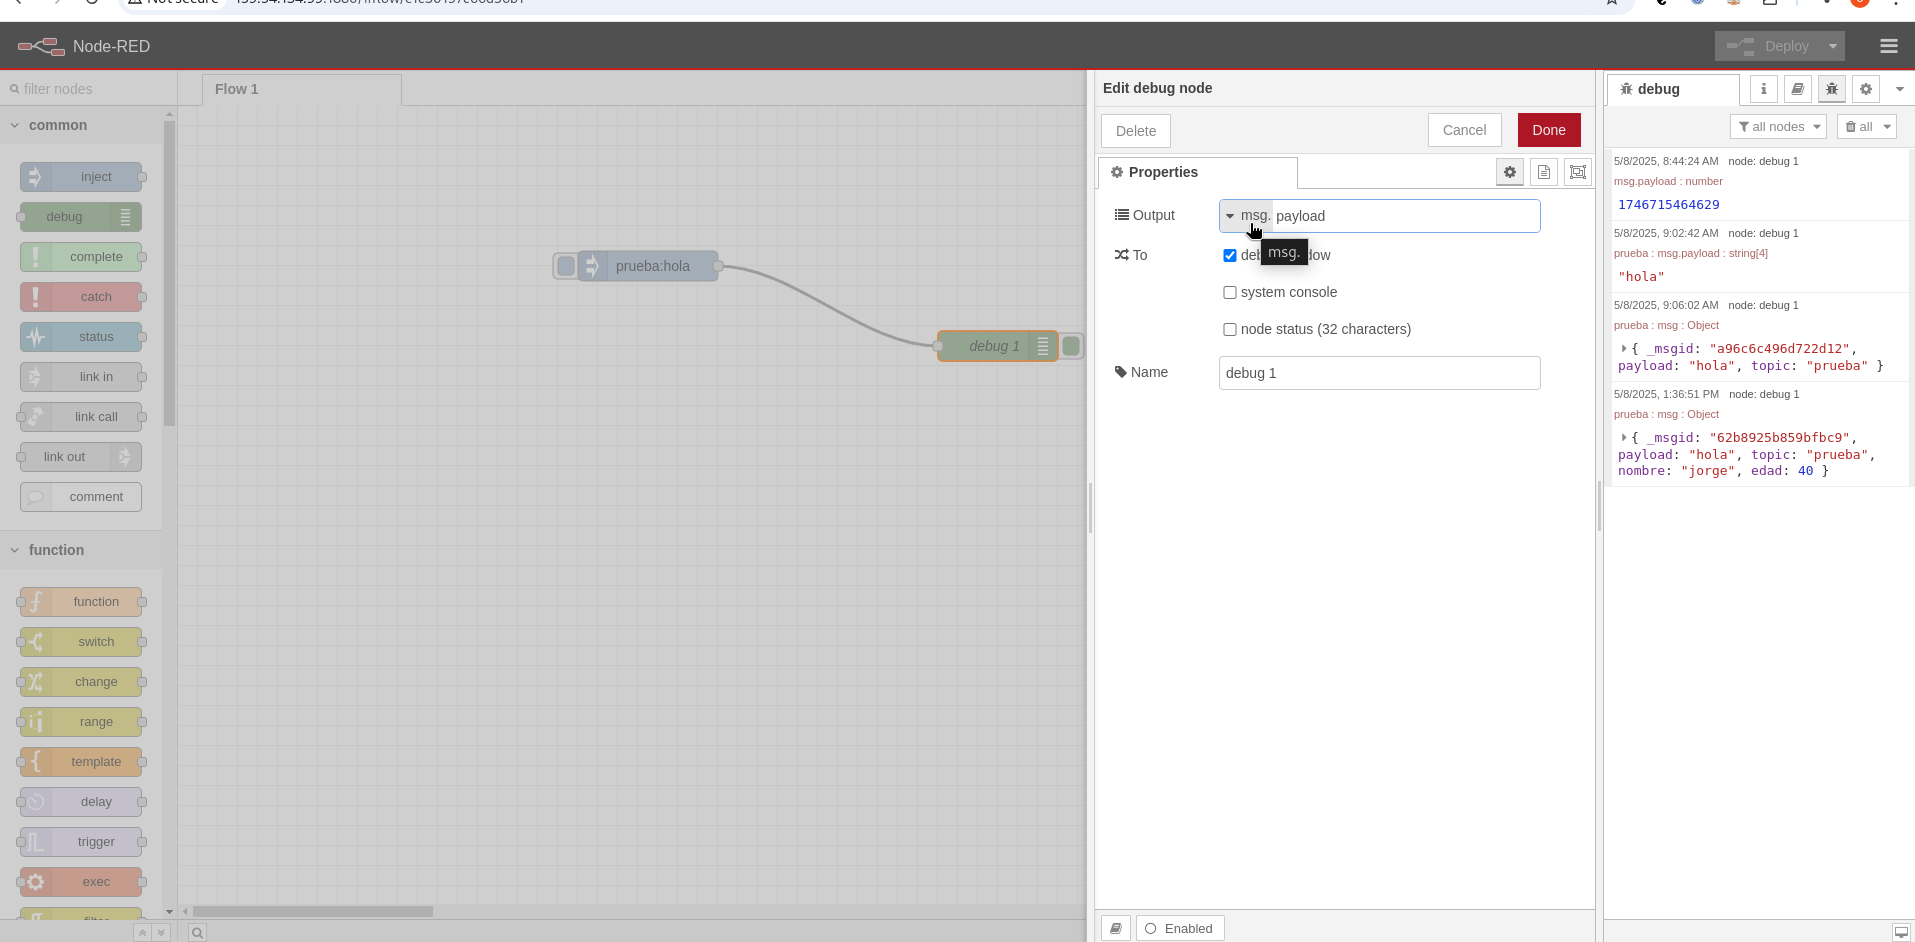 Node-RED
Deploy
filter nodes
Flow 1
common
inject
debug
complete
catch
status
link in
link call
link out
comment
function
function
switch
change
range
template
delay
trigger
exec
prueba:hola
debug 1
Edit debug node
Delete
Cancel
Done
Properties
Output
msg. payload
To
msg.
system console
node status (32 characters)
Name
debug 1
Enabled
debug
i
all nodes
all
5/8/2025, 8:44:24 AM node: debug 1
msg.payload : number
1746715464629
5/8/2025, 9:02:42 AM node: debug 1
prueba : msg.payload : string[4]
"hola"
5/8/2025, 9:06:02 AM node: debug 1
prueba : msg : Object
{ _msgid: "a96c6c496d722d12",
payload: "hola", topic: "prueba" }
5/8/2025, 1:36:51 PM node: debug 1
prueba : msg : Object
{ _msgid: "62b8925b859bfbc9",
payload: "hola", topic: "prueba",
nombre: "jorge", edad: 40 }